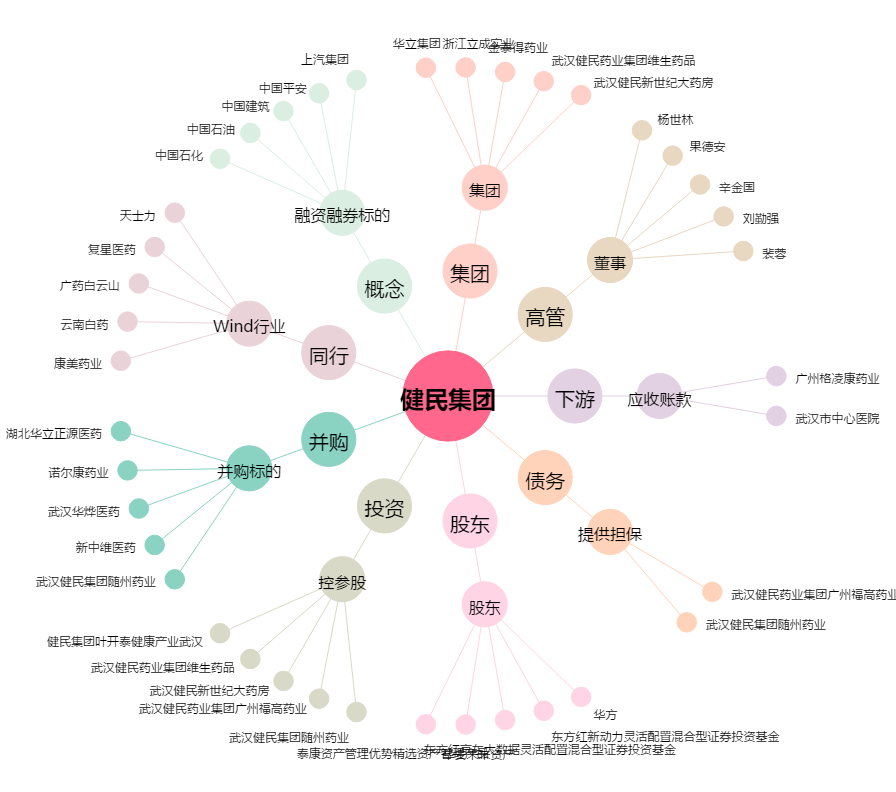 健民集团
集团
集团
华立集团
浙江立成实业
金泰得药业
武汉健民药业集团维生药品
武汉健民新世纪大药房
高管
董事
杨世林
果德安
辛金国
刘勐强
裴蓉
下游
应收账款
广州格凌康药业
武汉市中心医院
债务
提供担保
武汉健民药业集团广州福高药业
武汉健民集团随州药业
股东
股东
华方
东方红新动力灵活配置混合型证券投资基金
大数据灵活配置混合型证券投资基金
泰康资产管理优势精选资产
投资
控参股
武汉健民集团随州药业
武汉健民药业集团广州福高药业
武汉健民新世纪大药房
武汉健民药业集团维生药品
健民集团叶开泰健康产业武汉
并购
并购标的
武汉健民集团随州药业
新中维医药
武汉华烨医药
诺尔康药业
湖北华立正源医药
同行
Wind行业
康美药业
云南白药
广药白云山
复星医药
天士力
概念
融资融券标的
中国石化
中国石油
中国建筑
中国平安
上汽集团